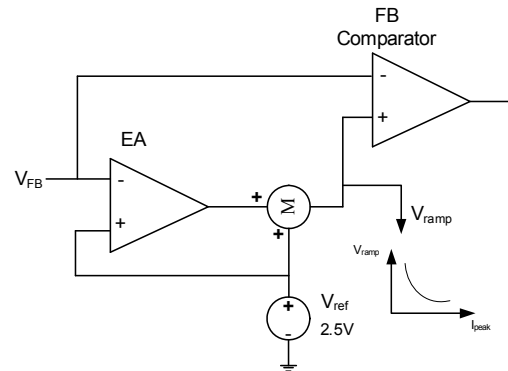 FB
Comparator
-
+
EA
V_FB
-
+
+
M
+
V_ramp
V_ramp
I_peak
+
-
V_ref
2.5V